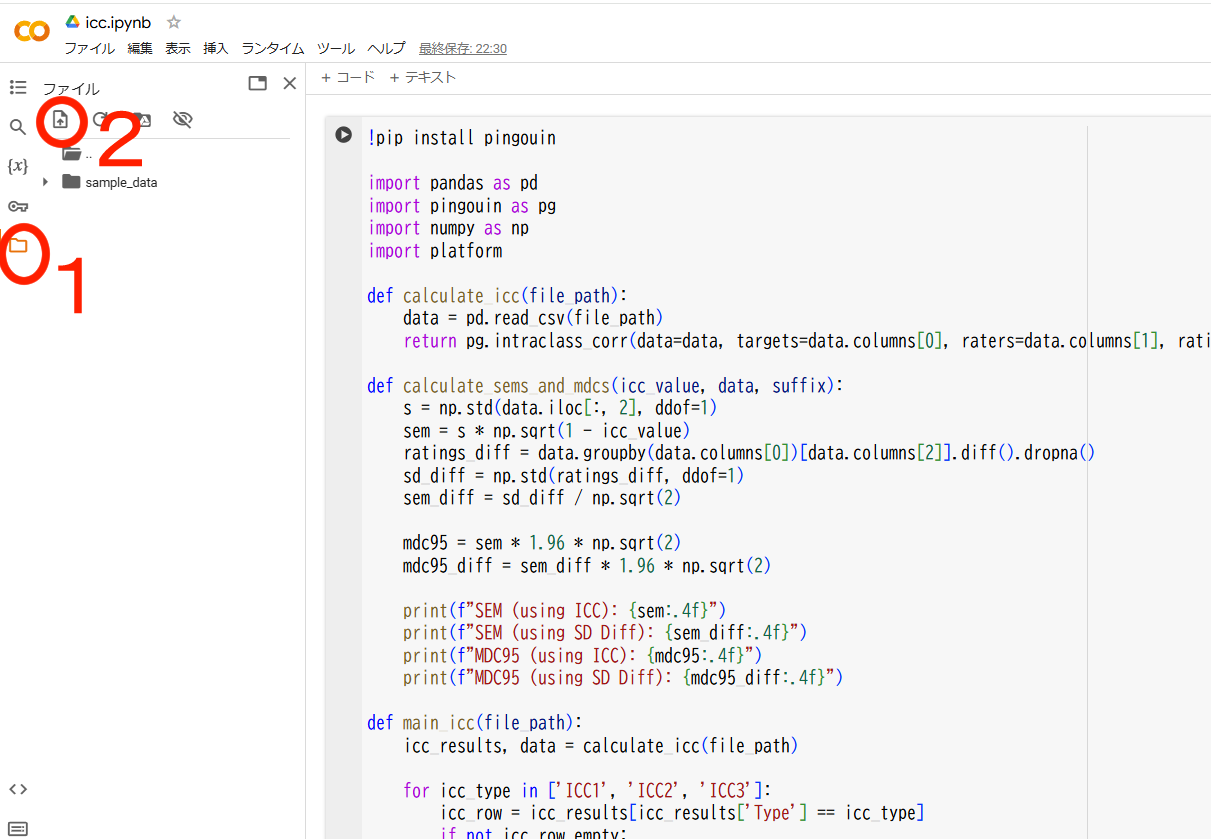 icc.ipynb
ファイル 編集 表示 挿入 ランタイム ツール ヘルプ 最終保存: 22:30
ファイル
+ コード + テキスト
2
..
{x}
sample_data
1
!pip install pingouin
import pandas as pd
import pingouin as pg
import numpy as np
import platform
def calculate_icc(file_path):
data = pd.read_csv(file_path)
return pg.intraclass_corr(data=data, targets=data.columns[0], raters=data.columns[1], rati
def calculate_sems_and_mdcs(icc_value, data, suffix):
s = np.std(data.iloc[:, 2], ddof=1)
sem = s * np.sqrt(1 - icc_value)
ratings_diff = data.groupby(data.columns[0])[data.columns[2]].diff().dropna()
sd_diff = np.std(ratings_diff, ddof=1)
sem_diff = sd_diff / np.sqrt(2)
mdc95 = sem * 1.96 * np.sqrt(2)
mdc95_diff = sem_diff * 1.96 * np.sqrt(2)
print(f"SEM (using ICC): {sem:.4f}")
print(f"SEM (using SD Diff): {sem_diff:.4f}")
print(f"MDC95 (using ICC): {mdc95:.4f}")
print(f"MDC95 (using SD Diff): {mdc95_diff:.4f}")
def main_icc(file_path):
icc_results, data = calculate_icc(file_path)
for icc_type in ['ICC1', 'ICC2', 'ICC3']:
icc_row = icc_results[icc_results['Type'] == icc_type]
if not icc_row.empty: